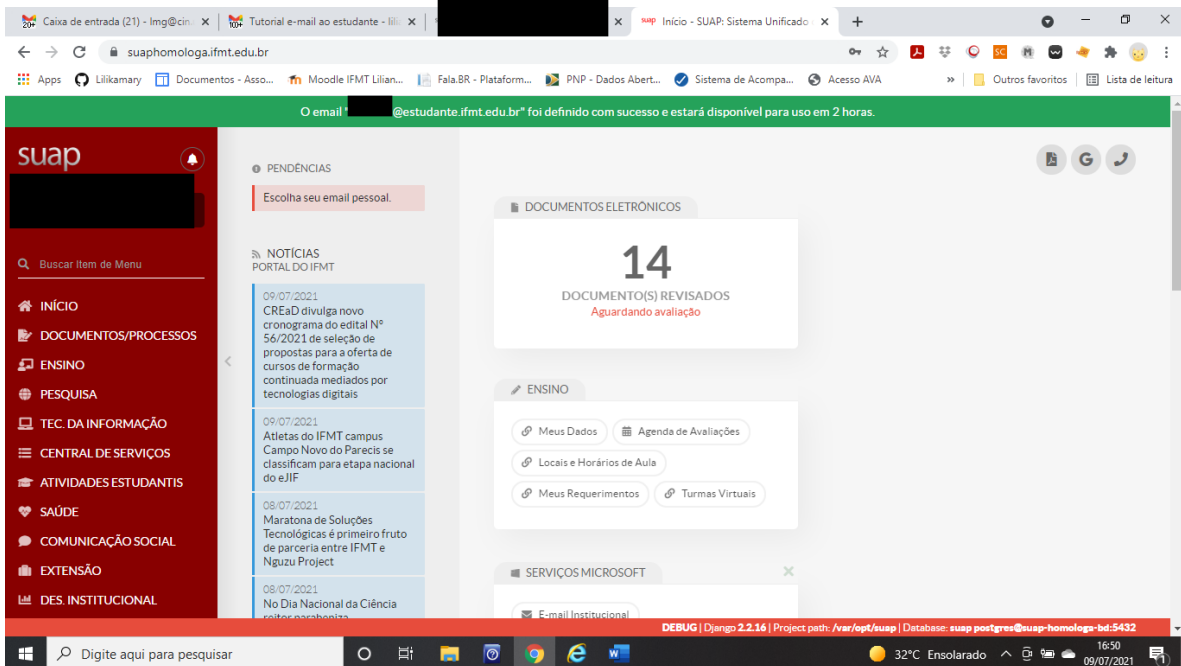 Caixa de entrada (21) - lmg@cin
Tutorial e-mail ao estudante - lili
suap Início - SUAP: Sistema Unificado
suaphomologa.ifmt.edu.br
Apps Lilikamary Documentos - Asso... Moodle IFMT Lilian... Fala.BR - Plataform... PNP - Dados Abert... Sistema de Acompa... Acesso AVA » Outros favoritos Lista de leitura
O email " @estudante.ifmt.edu.br" foi definido com sucesso e estará disponível para uso em 2 horas.
suap
Buscar Item de Menu
INÍCIO
DOCUMENTOS/PROCESSOS
ENSINO
PESQUISA
TEC. DA INFORMAÇÃO
CENTRAL DE SERVIÇOS
ATIVIDADES ESTUDANTIS
SAÚDE
COMUNICAÇÃO SOCIAL
EXTENSÃO
DES. INSTITUCIONAL
PENDÊNCIAS
Escolha seu email pessoal.
NOTÍCIAS
PORTAL DO IFMT
09/07/2021
CREaD divulga novo
cronograma do edital Nº
56/2021 de seleção de
propostas para a oferta de
cursos de formação
continuada mediados por
tecnologias digitais
09/07/2021
Atletas do IFMT campus
Campo Novo do Parecis se
classificam para etapa nacional
do eJIF
08/07/2021
Maratona de Soluções
Tecnológicas é primeiro fruto
de parceria entre IFMT e
Nguzu Project
08/07/2021
No Dia Nacional da Ciência
reitor parabeniza
DOCUMENTOS ELETRÔNICOS
14
DOCUMENTO(S) REVISADOS
Aguardando avaliação
ENSINO
Meus Dados Agenda de Avaliações
Locais e Horários de Aula
Meus Requerimentos Turmas Virtuais
SERVIÇOS MICROSOFT
E-mail Institucional
DEBUG | Django 2.2.16 | Project path: /var/opt/suap | Database: suap postgres@suap-homologa-bd:5432
Digite aqui para pesquisar
32°C Ensolarado
16:50
09/07/2021